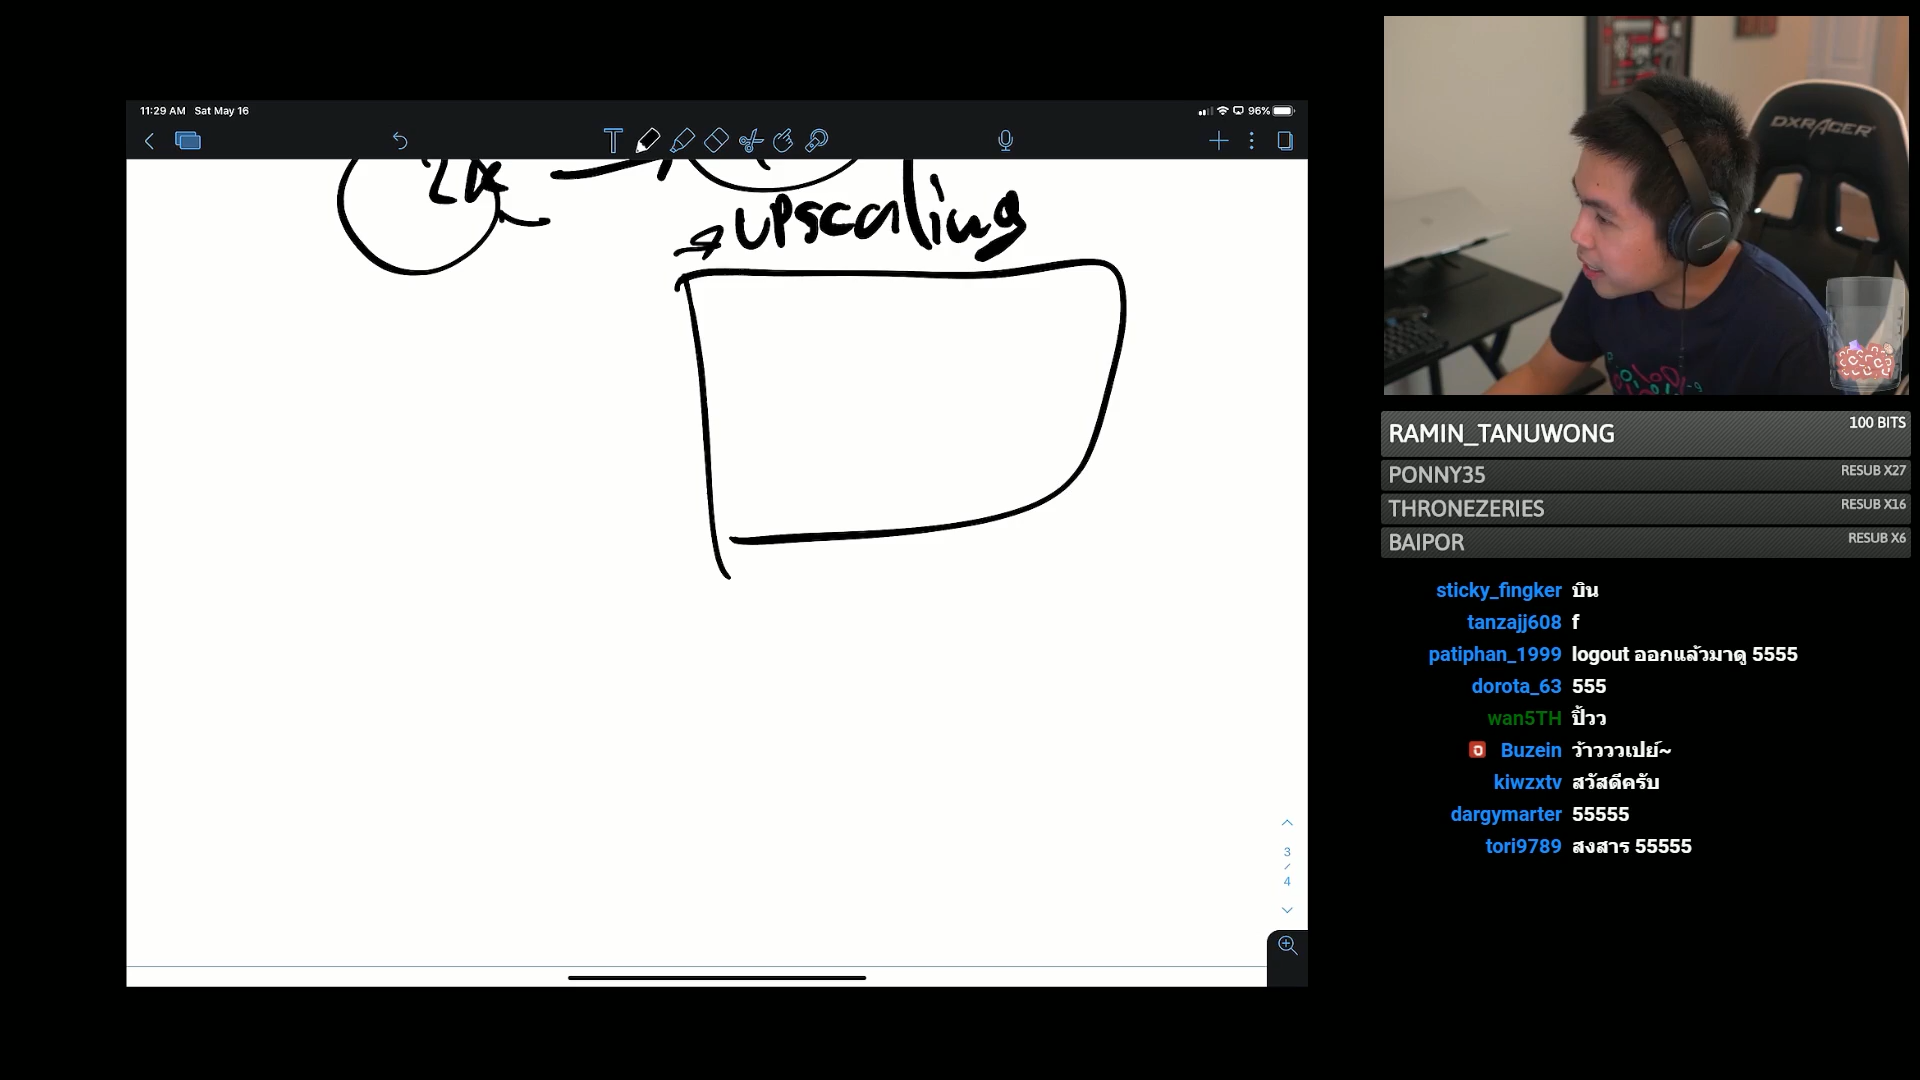 11:29 AM Sat May 16
96%
T
upscaling
3
/
4
DXRACER
RAMIN_TANUWONG 100 BITS
PONNY35 RESUB X27
THRONEZERIES RESUB X16
BAIPOR RESUB X6
sticky_fingker บิน
tanzajj608 f
patiphan_1999 logout ออกแล้วมาดู 5555
dorota_63 555
wan5TH ปิ้วว
Buzein ว้าวววเปย์~
kiwzxtv สวัสดีครับ
dargymarter 55555
tori9789 สงสาร 55555